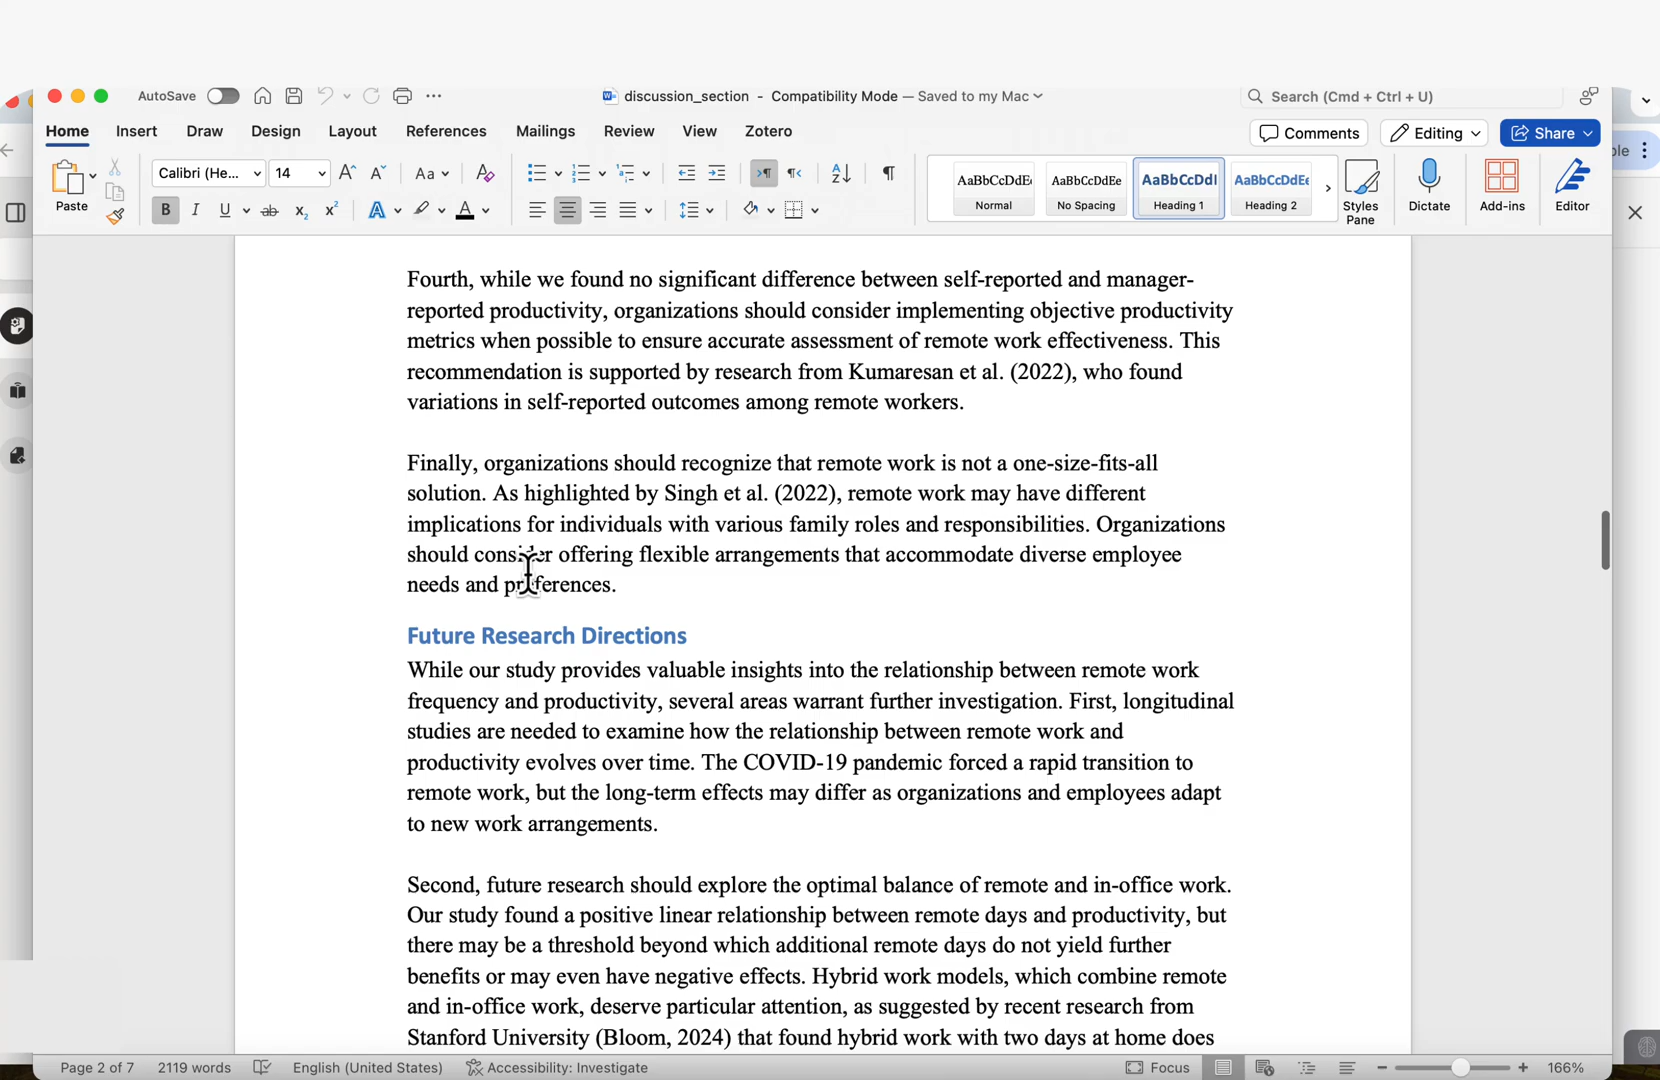 AutoSave
discussion_section - Compatibility Mode — Saved to my Mac
Search (Cmd + Ctrl + U)
Home Insert Draw Design Layout References Mailings Review View Zotero
Comments Editing Share
Paste
Calibri (He... 14
AaBbCcDdE AaBbCcDdEe AaBbCcDdI AaBbCcDdEe
Normal No Spacing Heading 1 Heading 2
Styles Pane
Dictate
Add-ins
Editor
Fourth, while we found no significant difference between self-reported and manager-
reported productivity, organizations should consider implementing objective productivity
metrics when possible to ensure accurate assessment of remote work effectiveness. This
recommendation is supported by research from Kumaresan et al. (2022), who found
variations in self-reported outcomes among remote workers.
Finally, organizations should recognize that remote work is not a one-size-fits-all
solution. As highlighted by Singh et al. (2022), remote work may have different
implications for individuals with various family roles and responsibilities. Organizations
should consider offering flexible arrangements that accommodate diverse employee
needs and preferences.
Future Research Directions
While our study provides valuable insights into the relationship between remote work
frequency and productivity, several areas warrant further investigation. First, longitudinal
studies are needed to examine how the relationship between remote work and
productivity evolves over time. The COVID-19 pandemic forced a rapid transition to
remote work, but the long-term effects may differ as organizations and employees adapt
to new work arrangements.
Second, future research should explore the optimal balance of remote and in-office work.
Our study found a positive linear relationship between remote days and productivity, but
there may be a threshold beyond which additional remote days do not yield further
benefits or may even have negative effects. Hybrid work models, which combine remote
and in-office work, deserve particular attention, as suggested by recent research from
Stanford University (Bloom, 2024) that found hybrid work with two days at home does
Page 2 of 7 2119 words English (United States) Accessibility: Investigate Focus 166%